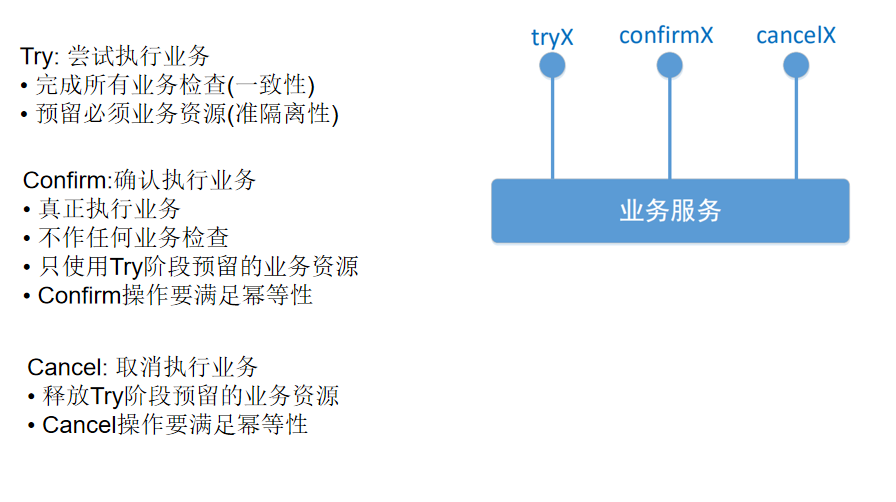 Try: 尝试执行业务
• 完成所有业务检查(一致性)
• 预留必须业务资源(准隔离性)
Confirm:确认执行业务
• 真正执行业务
• 不作任何业务检查
• 只使用Try阶段预留的业务资源
• Confirm操作要满足幂等性
Cancel: 取消执行业务
• 释放Try阶段预留的业务资源
• Cancel操作要满足幂等性
tryX confirmX cancelX
业务服务